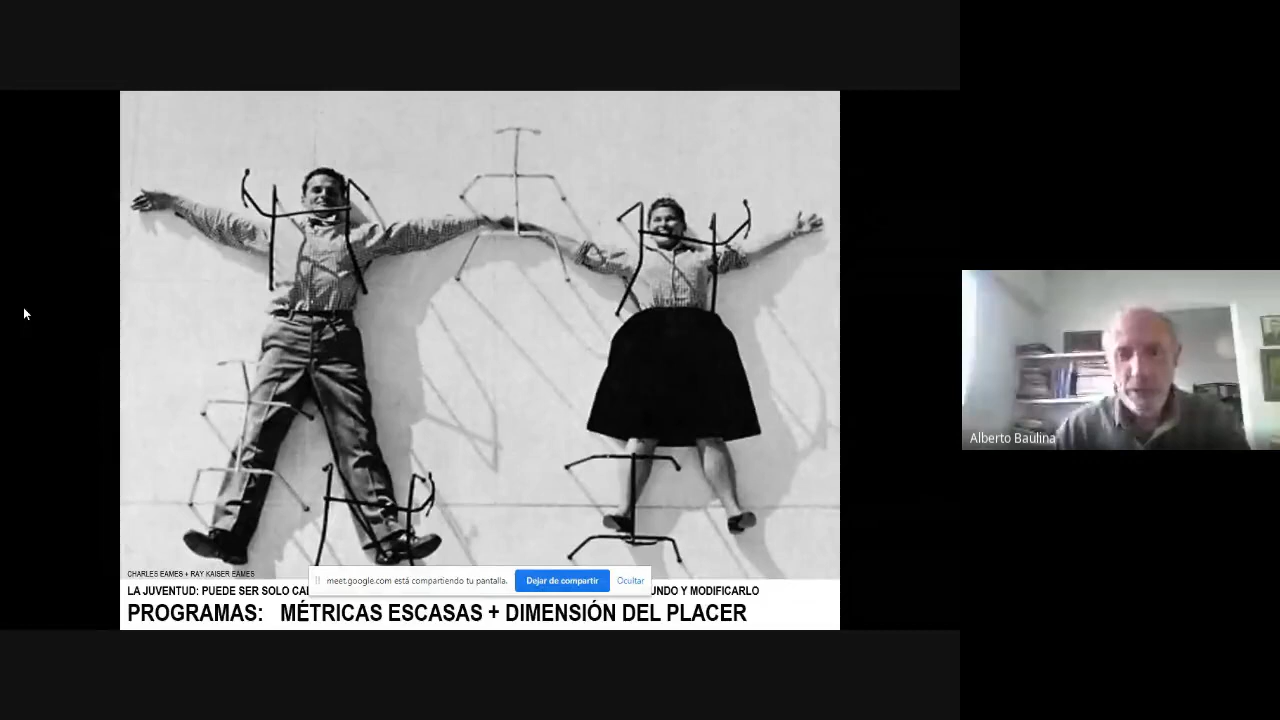 CHARLES EAMES + RAY KAISER EAMES
meet.google.com está compartiendo tu pantalla.
Dejar de compartir
Ocultar
LA JUVENTUD: PUEDE SER SOLO UNDO Y MODIFICARLO
PROGRAMAS: MÉTRICAS ESCASAS + DIMENSIÓN DEL PLACER
Alberto Baulina